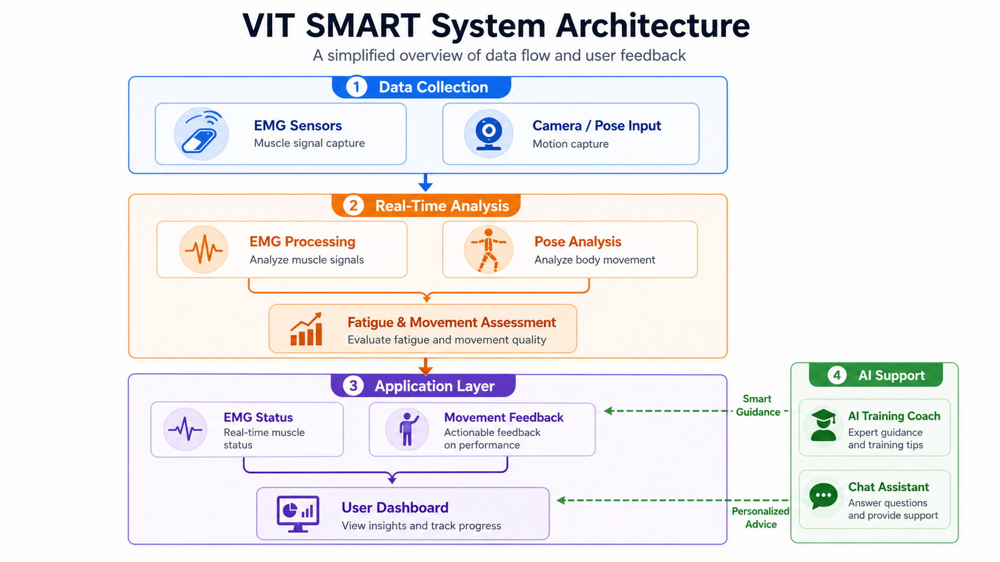 VIT SMART System Architecture
A simplified overview of data flow and user feedback
1 Data Collection
EMG Sensors
Muscle signal capture
Camera / Pose Input
Motion capture
2 Real-Time Analysis
EMG Processing
Analyze muscle signals
Pose Analysis
Analyze body movement
Fatigue & Movement Assessment
Evaluate fatigue and movement quality
3 Application Layer
EMG Status
Real-time muscle
status
Movement Feedback
Actionable feedback
on performance
User Dashboard
View insights and track progress
Smart
Guidance
Personalized
Advice
4 AI Support
AI Training Coach
Expert guidance
and training tips
Chat Assistant
Answer questions
and provide support